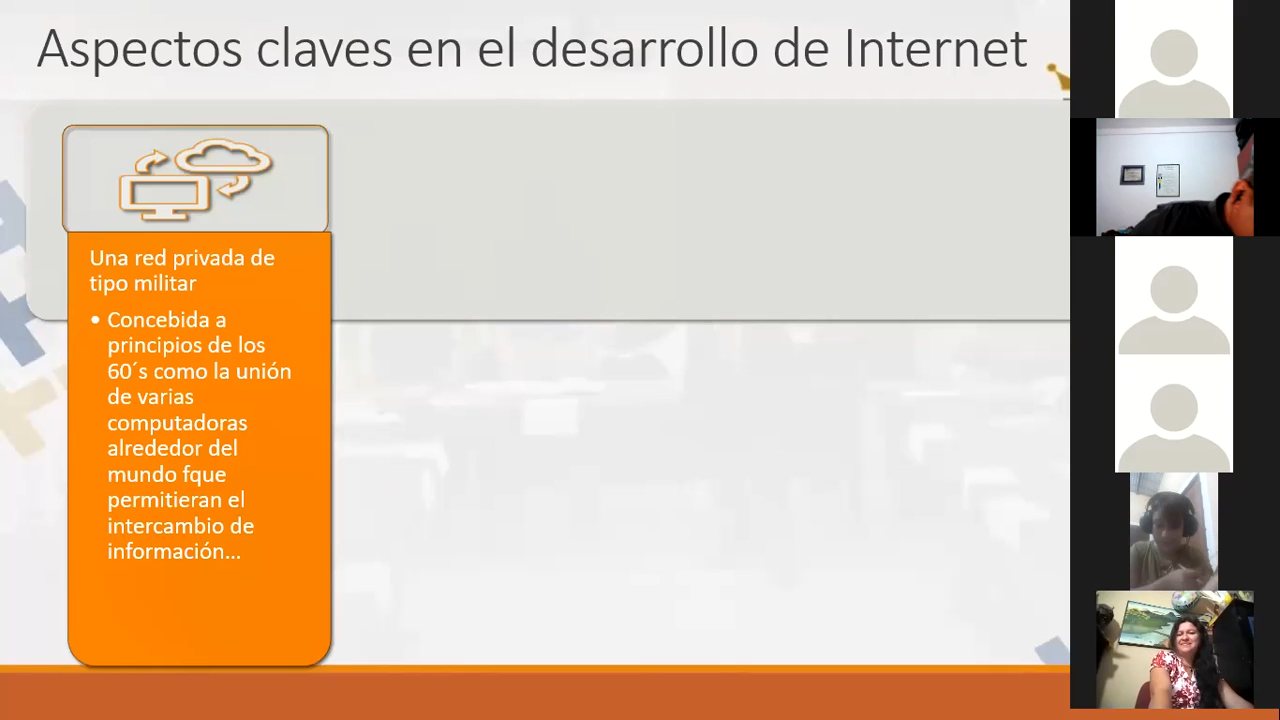 Aspectos claves en el desarrollo de Internet
Una red privada de
tipo militar
• Concebida a
principios de los
60´s como la unión
de varias
computadoras
alrededor del
mundo fque
permitieran el
intercambio de
información...